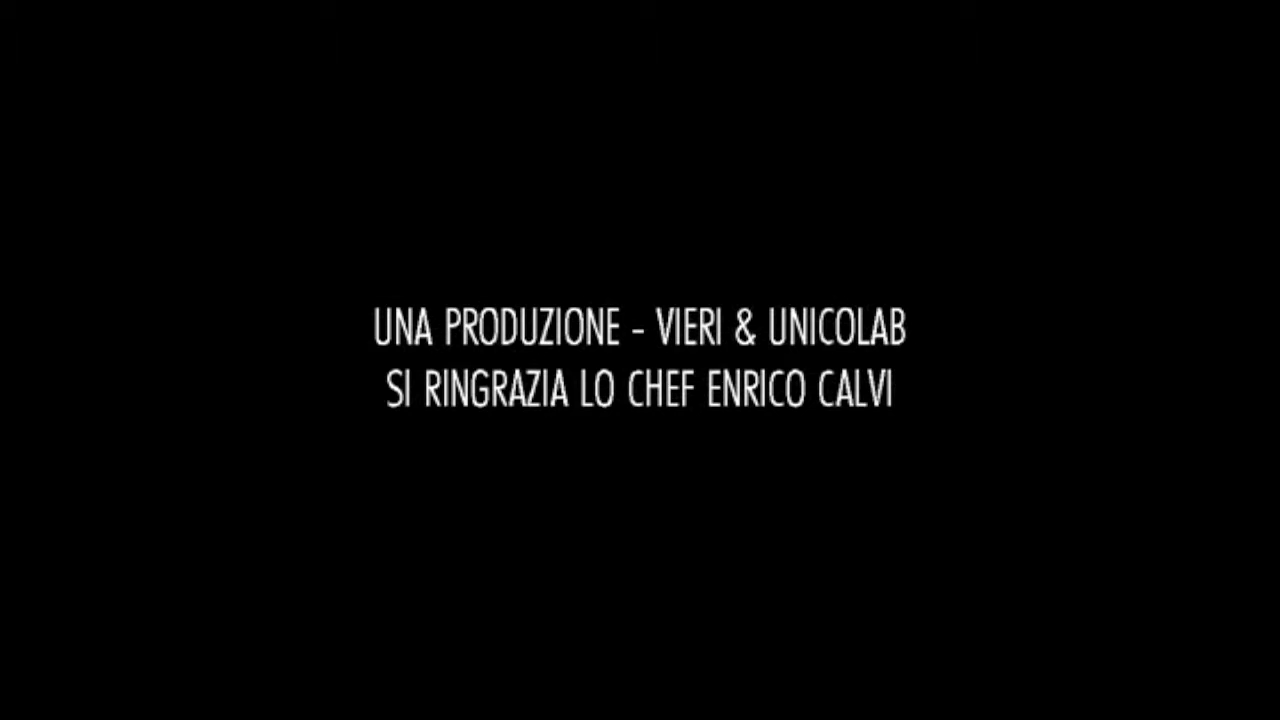 UNA PRODUZIONE - VIERI & UNICOLAB
SI RINGRAZIA LO CHEF ENRICO CALVI